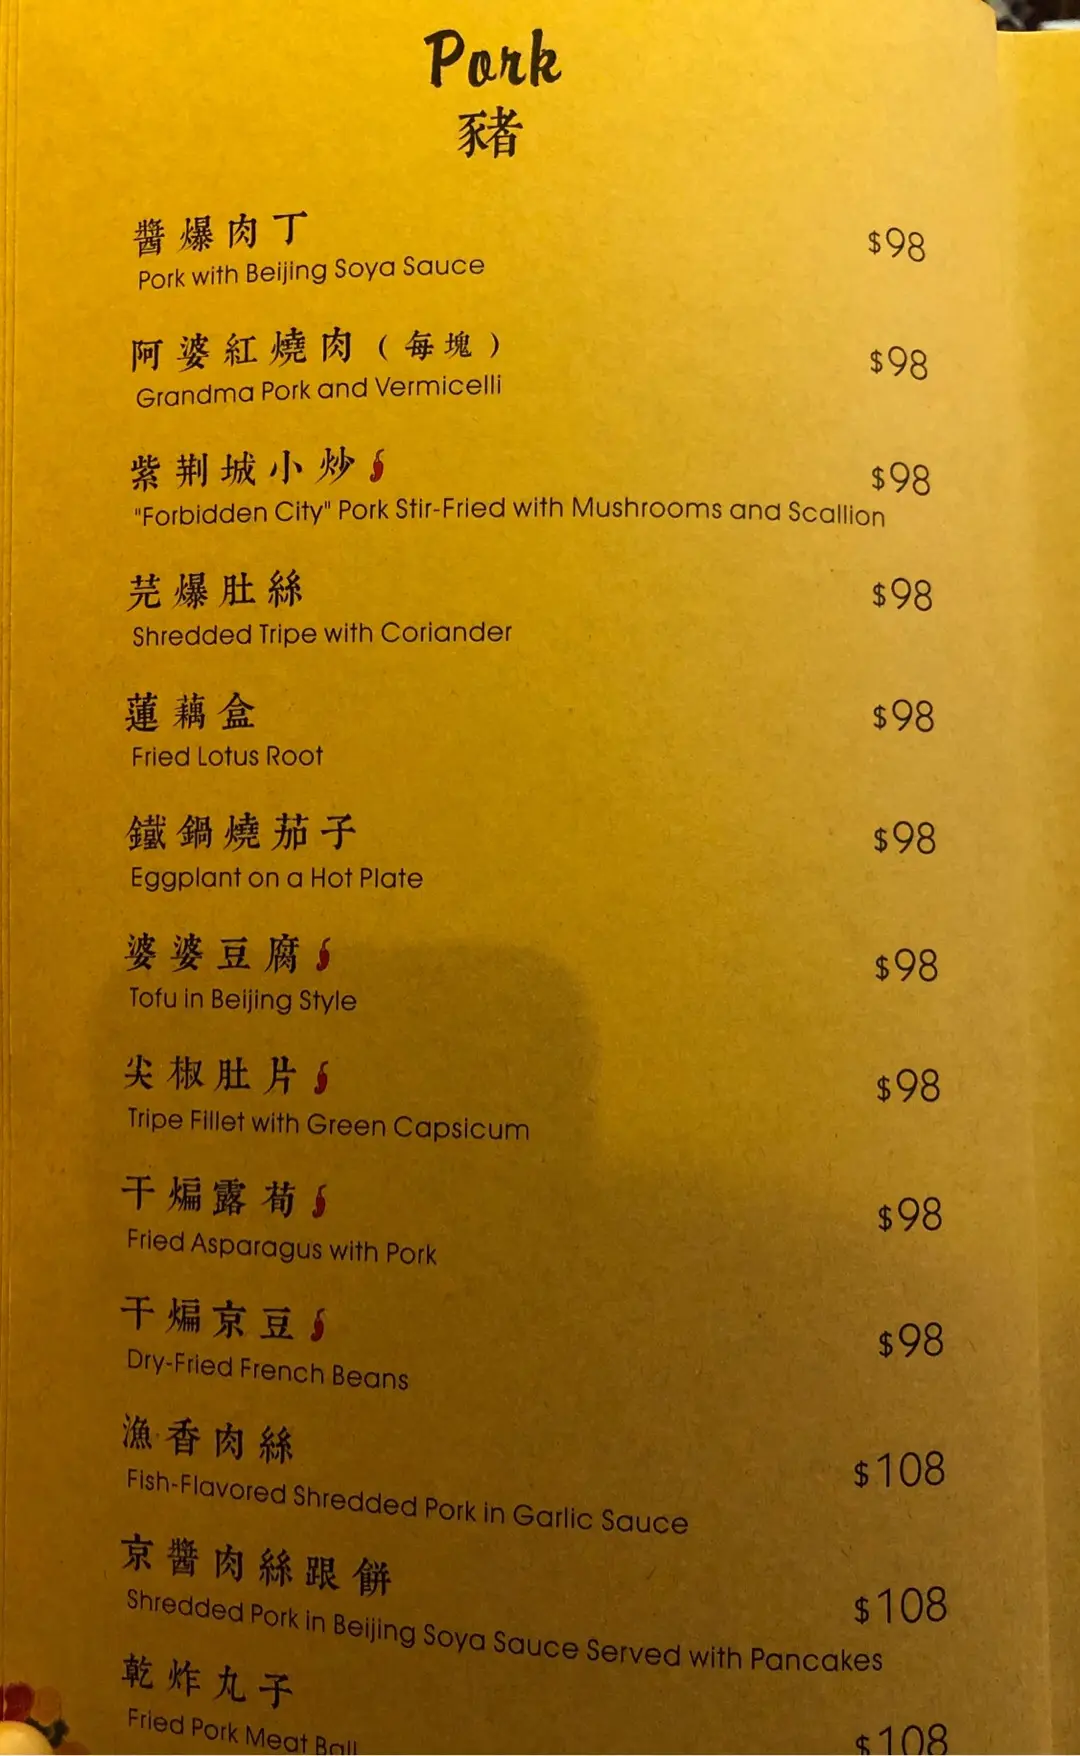 Pork
豬
醬爆肉丁
$98
Pork with Beijing Soya Sauce
阿婆紅燒肉（每塊）
$98
Grandma Pork and Vermicelli
紫荆城小炒
$98
"Forbidden City" Pork Stir-Fried with Mushrooms and Scallion
芫爆肚絲
$98
Shredded Tripe with Coriander
蓮藕盒
$98
Fried Lotus Root
鐵鍋燒茄子
$98
Eggplant on a Hot Plate
婆婆豆腐
$98
Tofu in Beijing Style
尖椒肚片
$98
Tripe Fillet with Green Capsicum
干煸露荀
$98
Fried Asparagus with Pork
干煸京豆
$98
Dry-Fried French Beans
漁香肉絲
$108
Fish-Flavored Shredded Pork in Garlic Sauce
京醬肉絲跟餅
$108
Shredded Pork in Beijing Soya Sauce Served with Pancakes
乾炸丸子
$108
Fried Pork Meat Ball